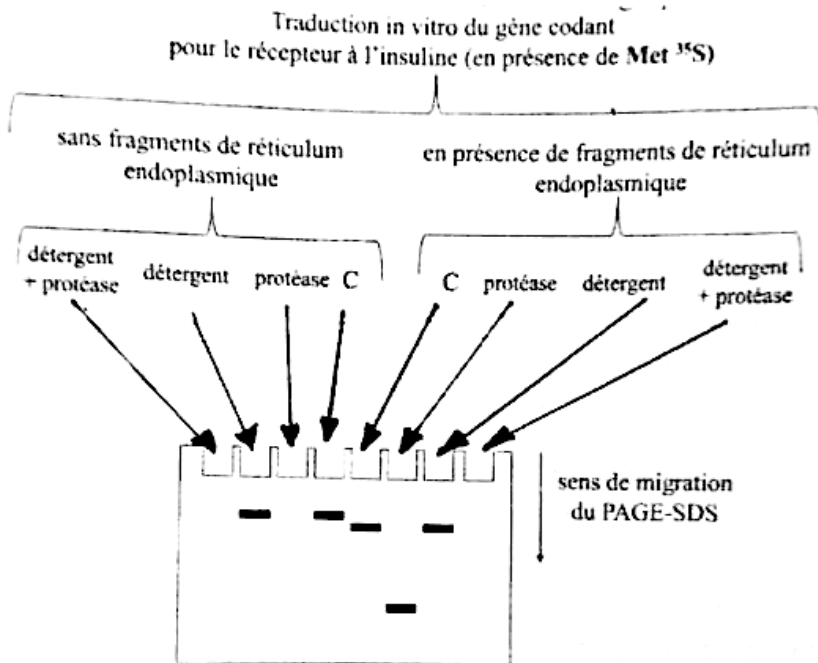 Traduction in vitro du gène codant
pour le récepteur à l'insuline (en présence de Met ³⁵S)
sans fragments de réticulum
endoplasmique
en présence de fragments de réticulum
endoplasmique
détergent
+ protéase
détergent
protéase
C
C
protéase
détergent
détergent
+ protéase
sens de migration
du PAGE-SDS